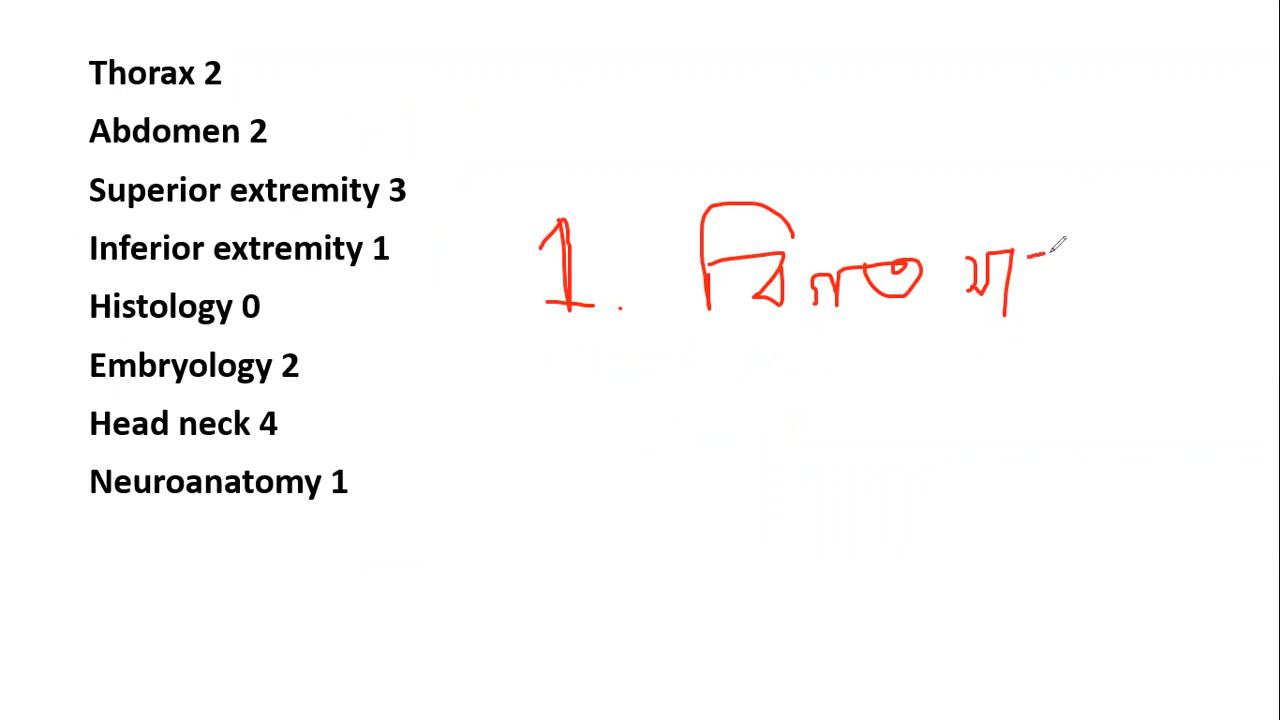 Thorax 2
Abdomen 2
Superior extremity 3
Inferior extremity 1
Histology 0
Embryology 2
Head neck 4
Neuroanatomy 1
1. বিগত